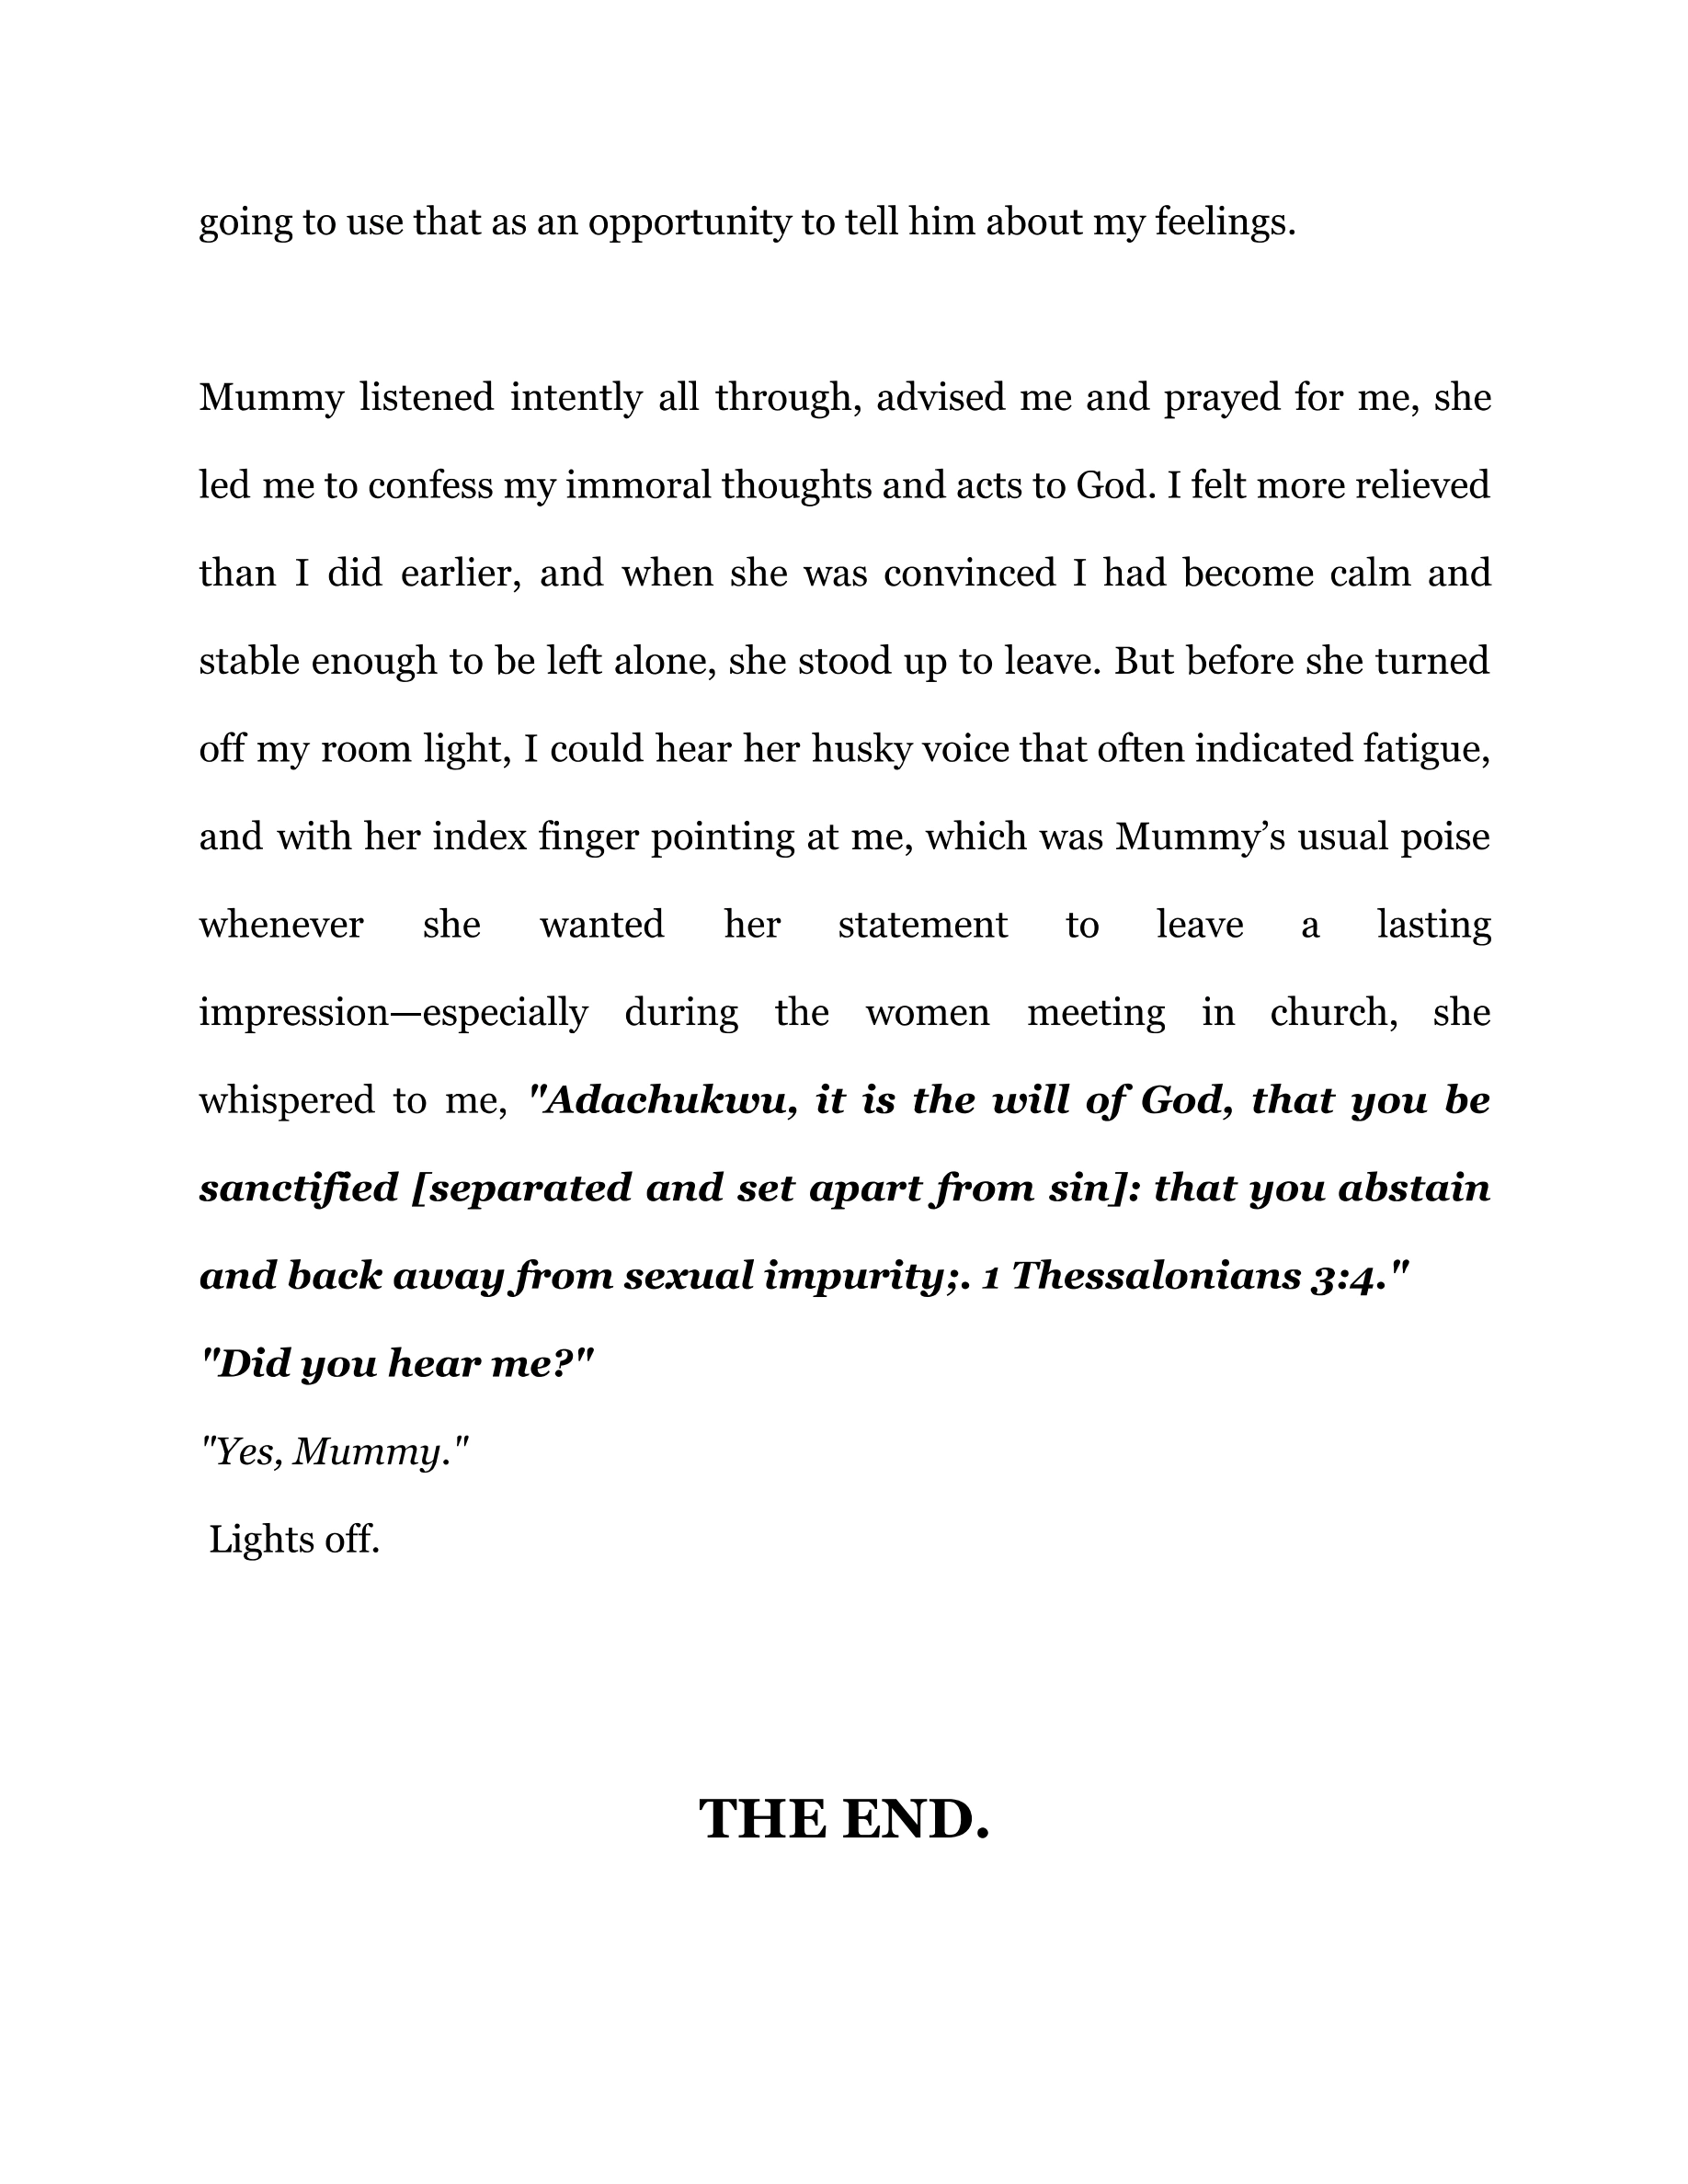 going to use that as an opportunity to tell him about my feelings.
Mummy listened intently all through, advised me and prayed for me, she
led me to confess my immoral thoughts and acts to God. I felt more relieved
than I did earlier, and when she was convinced I had become calm and
stable enough to be left alone, she stood up to leave. But before she turned
off my room light, I could hear her husky voice that often indicated fatigue,
and with her index finger pointing at me, which was Mummy’s usual poise
whenever she wanted her statement to leave a lasting
impression—especially during the women meeting in church, she
whispered to me, "Adachukwu, it is the will of God, that you be
sanctified [separated and set apart from sin]: that you abstain
and back away from sexual impurity;. 1 Thessalonians 3:4."
"Did you hear me?"
"Yes, Mummy."
Lights off.
THE END.